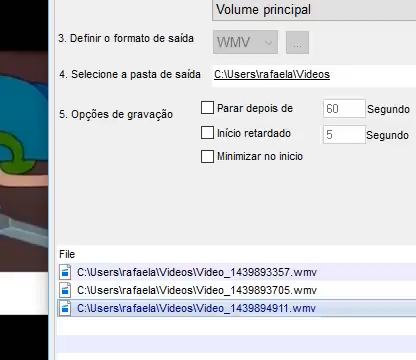 Volume principal
3. Definir o formato de saída
WMV
...
4. Selecione a pasta de saída
C:\Users\rafaela\Videos
5. Opções de gravação
Parar depois de
60
Segundo
Início retardado
5
Segundo
Minimizar no inicio
File
C:\Users\rafaela\Videos\Video_1439893357.wmv
C:\Users\rafaela\Videos\Video_1439893705.wmv
C:\Users\rafaela\Videos\Video_1439894911.wmv